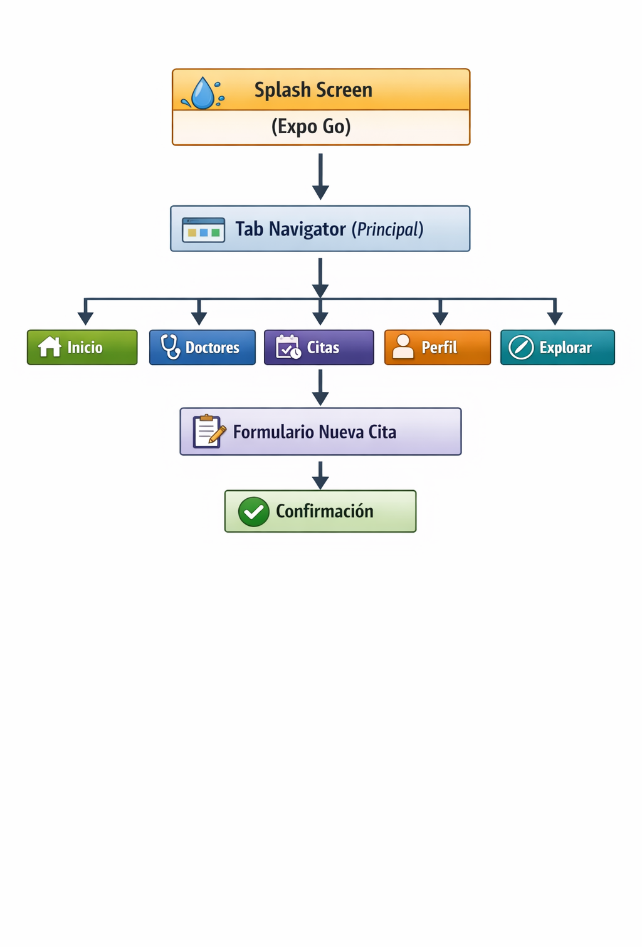 Splash Screen
(Expo Go)
Tab Navigator (Principal)
Inicio
Doctores
Citas
Perfil
Explorar
Formulario Nueva Cita
Confirmación